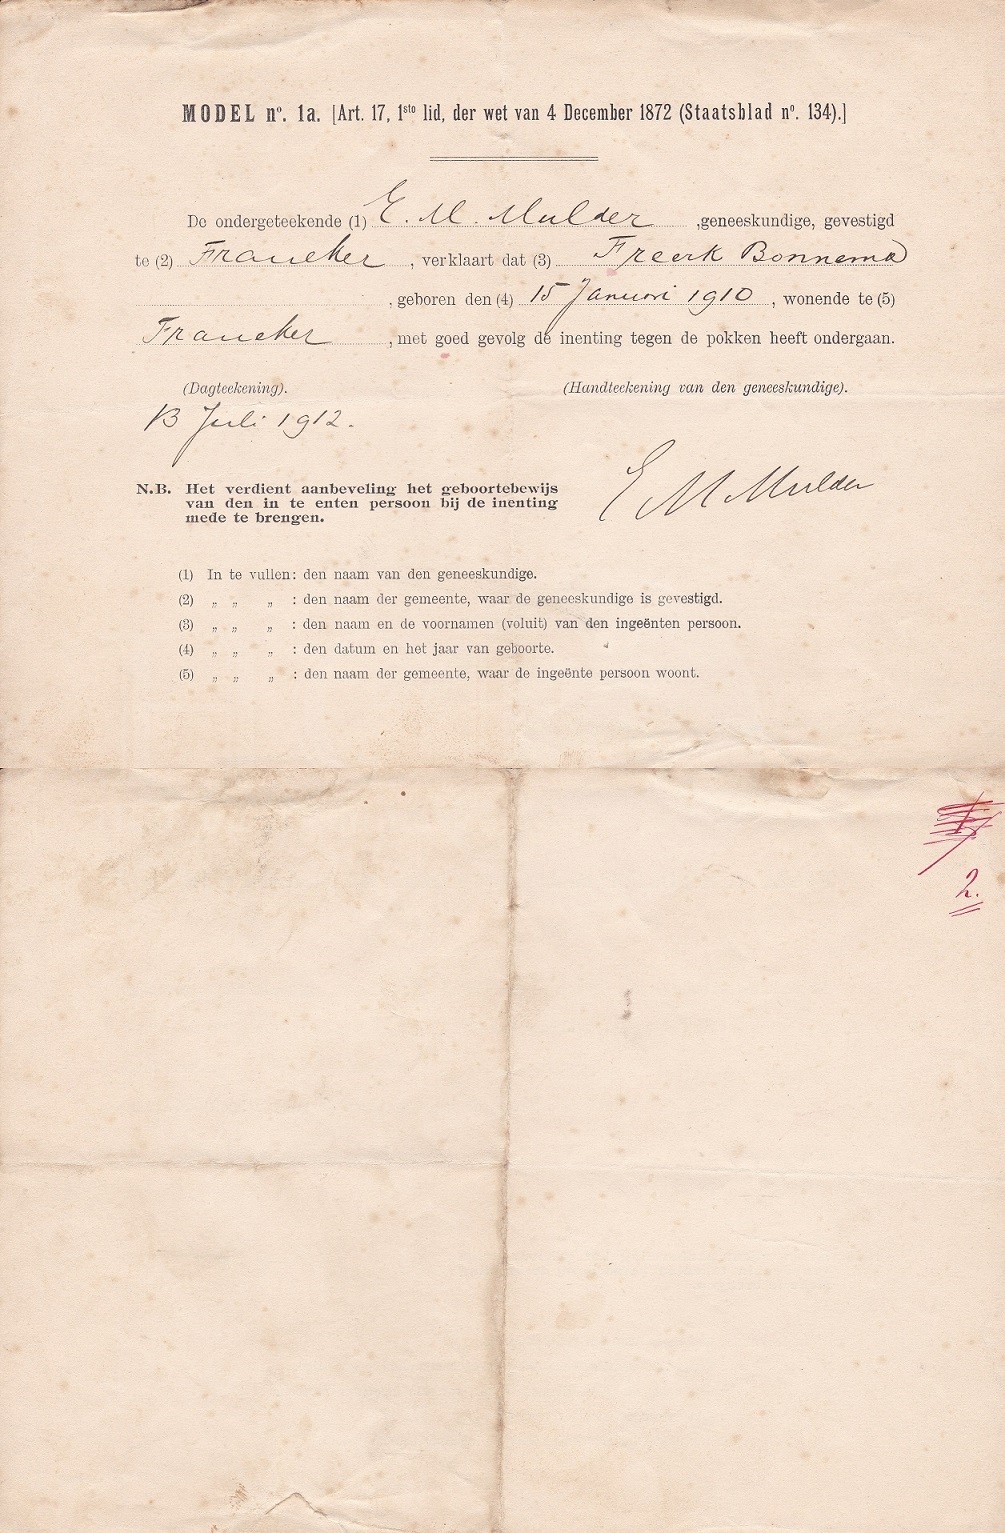 MODEL nº. 1a. [Art. 17, 1sto lid, der wet van 4 December 1872 (Staatsblad nº. 134).]
De ondergeteekende (1) E. M. Mulder ,geneeskundige, gevestigd
te (2) Franeker , verklaart dat (3) Freerk Bonnema
, geboren den (4) 15 Januari 1910 , wonende te (5)
Franeker , met goed gevolg de inenting tegen de pokken heeft ondergaan.
(Dagteekening). (Handteekening van den geneeskundige).
13 Juli 1912.
E M Mulder
N.B. Het verdient aanbeveling het geboortebewijs
van den in te enten persoon bij de inenting
mede te brengen.
(1) In te vullen: den naam van den geneeskundige.
(2) „ „ „ : den naam der gemeente, waar de geneeskundige is gevestigd.
(3) „ „ „ : den naam en de voornamen (voluit) van den ingeënten persoon.
(4) „ „ „ : den datum en het jaar van geboorte.
(5) „ „ „ : den naam der gemeente, waar de ingeënte persoon woont.
2.